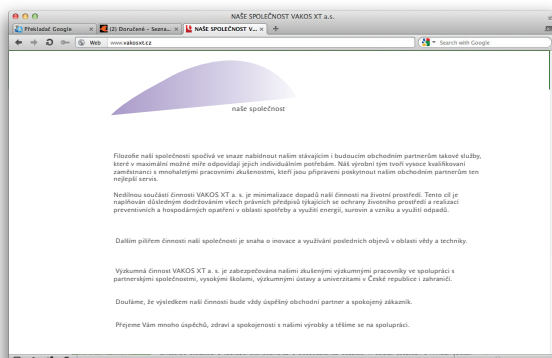 NAŠE SPOLEČNOST VAKOS XT a.s.
Překladač Google
(2) Doručené – Sezna...
NAŠE SPOLEČNOST V...
Web
www.vakosxt.cz
Search with Google
naše společnost
Filozofie naší společnosti spočívá ve snaze nabídnout našim stávajícím i budoucím obchodním partnerům takové služby,
které v maximální možné míře odpovídají jejich individuálním potřebám. Náš výrobní tým tvoří vysoce kvalifikovaní
zaměstnanci s mnohaletými pracovními zkušenostmi, kteří jsou připraveni poskytnout našim obchodním partnerům ten
nejlepší servis.
Nedílnou součástí činnosti VAKOS XT a. s. je minimalizace dopadů naší činnosti na životní prostředí. Tento cíl je
naplňován důsledným dodržováním všech právních předpisů týkajících se ochrany životního prostředí a realizací
preventivních a hospodárných opatření v oblasti spotřeby a využití energií, surovin a vzniku a využití odpadů.
Dalším pilířem činnosti naší společnosti je snaha o inovace a využívání posledních objevů v oblasti vědy a techniky.
Výzkumná činnost VAKOS XT a. s. je zabezpečována našimi zkušenými výzkumnými pracovníky ve spolupráci s
partnerskými společnostmi, vysokými školami, výzkumnými ústavy a univerzitami v České republice i zahraničí.
Doufáme, že výsledkem naší činnosti bude vždy úspěšný obchodní partner a spokojený zákazník.
Přejeme Vám mnoho úspěchů, zdraví a spokojenosti s našimi výrobky a těšíme se na spolupráci.